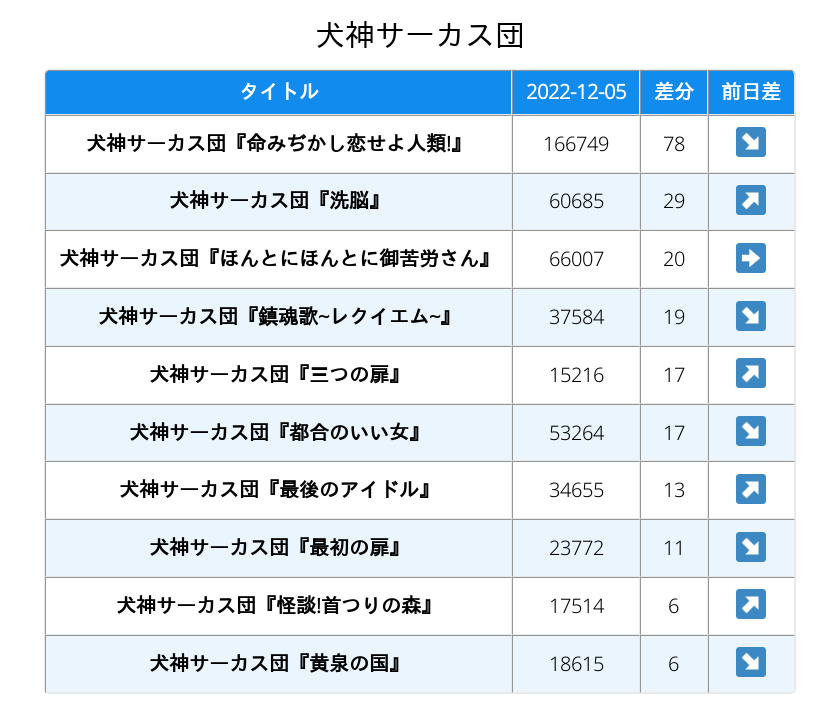 犬神サーカス団
タイトル 2022-12-05 差分 前日差
犬神サーカス団『命みぢかし恋せよ人類!』 166749 78 ↘
犬神サーカス団『洗脳』 60685 29 ↗
犬神サーカス団『ほんとにほんとに御苦労さん』 66007 20 ➡
犬神サーカス団『鎮魂歌~レクイエム~』 37584 19 ↘
犬神サーカス団『三つの扉』 15216 17 ↗
犬神サーカス団『都合のいい女』 53264 17 ↘
犬神サーカス団『最後のアイドル』 34655 13 ↗
犬神サーカス団『最初の扉』 23772 11 ↘
犬神サーカス団『怪談!首つりの森』 17514 6 ↗
犬神サーカス団『黄泉の国』 18615 6 ↘